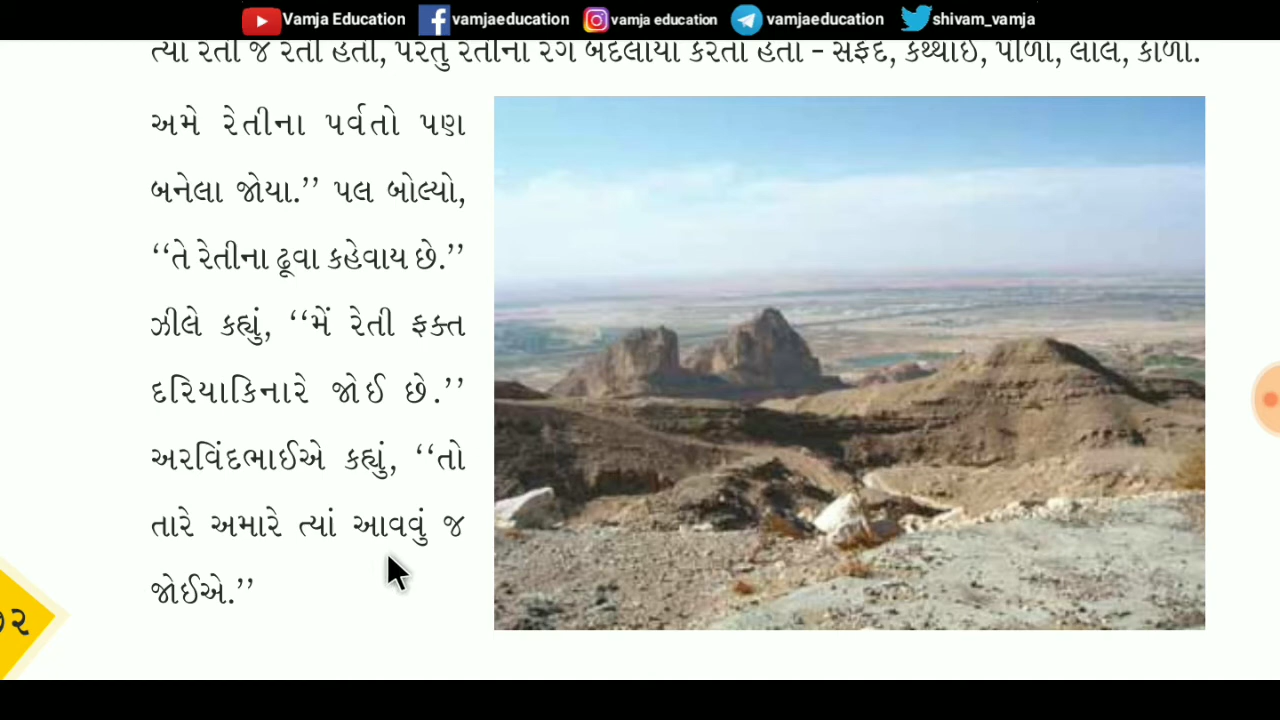 Vamja Education vamjaeducation vamja education vamjaeducation shivam_vamja
ત્યાં રેતી જ રેતી હતી, પરંતુ રેતીના રંગ બદલાયા કરતા હતા - સફેદ, કથ્થાઈ, પીળો, લાલ, કાળો.
અમે રેતીના પર્વતો પણ
બનેલા જોયા.’’ પલ બોલ્યો,
‘‘તે રેતીના ઢૂવા કહેવાય છે.’’
ઝીલે કહ્યું, ‘‘મેં રેતી ફક્ત
દરિયાકિનારે જોઈ છે.’’
અરવિંદભાઈએ કહ્યું, ‘‘તો
તારે અમારે ત્યાં આવવું જ
જોઈએ.’’
૭૨